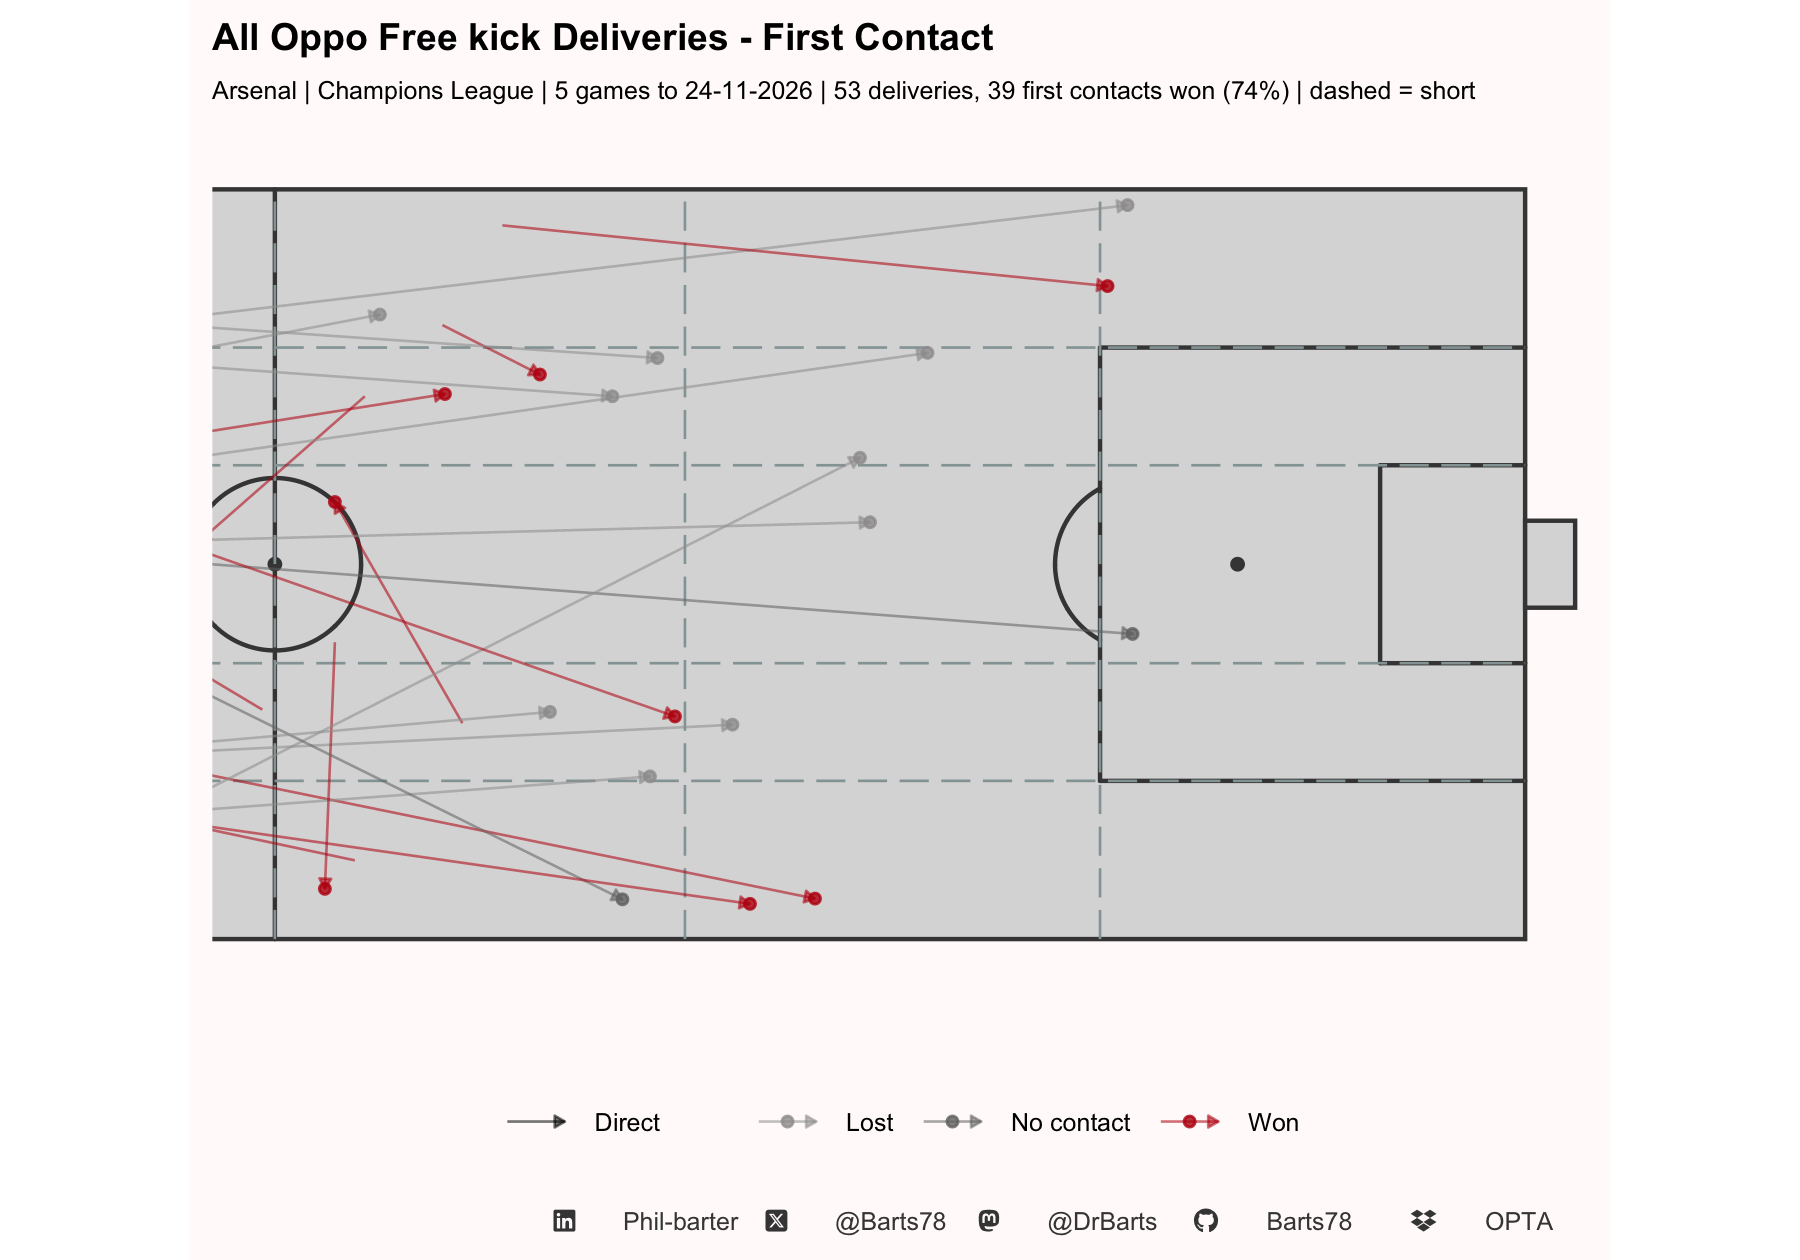 All Oppo Free kick Deliveries - First Contact
Arsenal | Champions League | 5 games to 24-11-2026 | 53 deliveries, 39 first contacts won (74%) | dashed = short
Direct Lost No contact Won
Phil-barter @Barts78 @DrBarts Barts78 OPTA